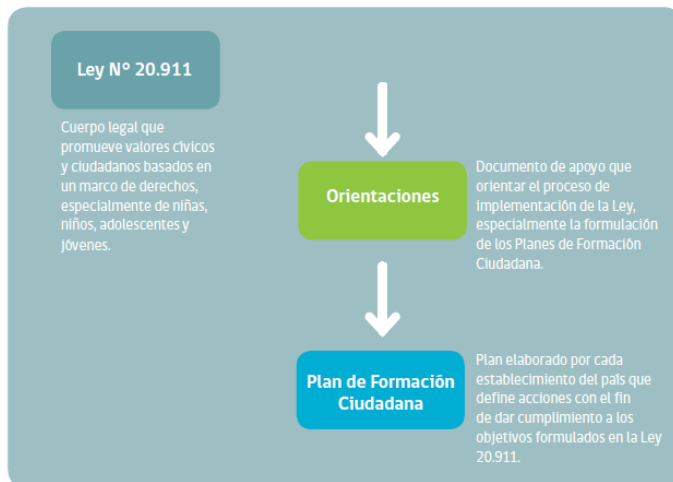 Ley N° 20.911
Cuerpo legal que
promueve valores cívicos
y ciudadanos basados en
un marco de derechos,
especialmente de niñas,
niños, adolescentes y
jóvenes.
Orientaciones
Documento de apoyo que
orientar el proceso de
implementación de la Ley,
especialmente la formulación
de los Planes de Formación
Ciudadana.
Plan de Formación
Ciudadana
Plan elaborado por cada
establecimiento del país que
define acciones con el fin
de dar cumplimiento a los
objetivos formulados en la Ley
20.911.